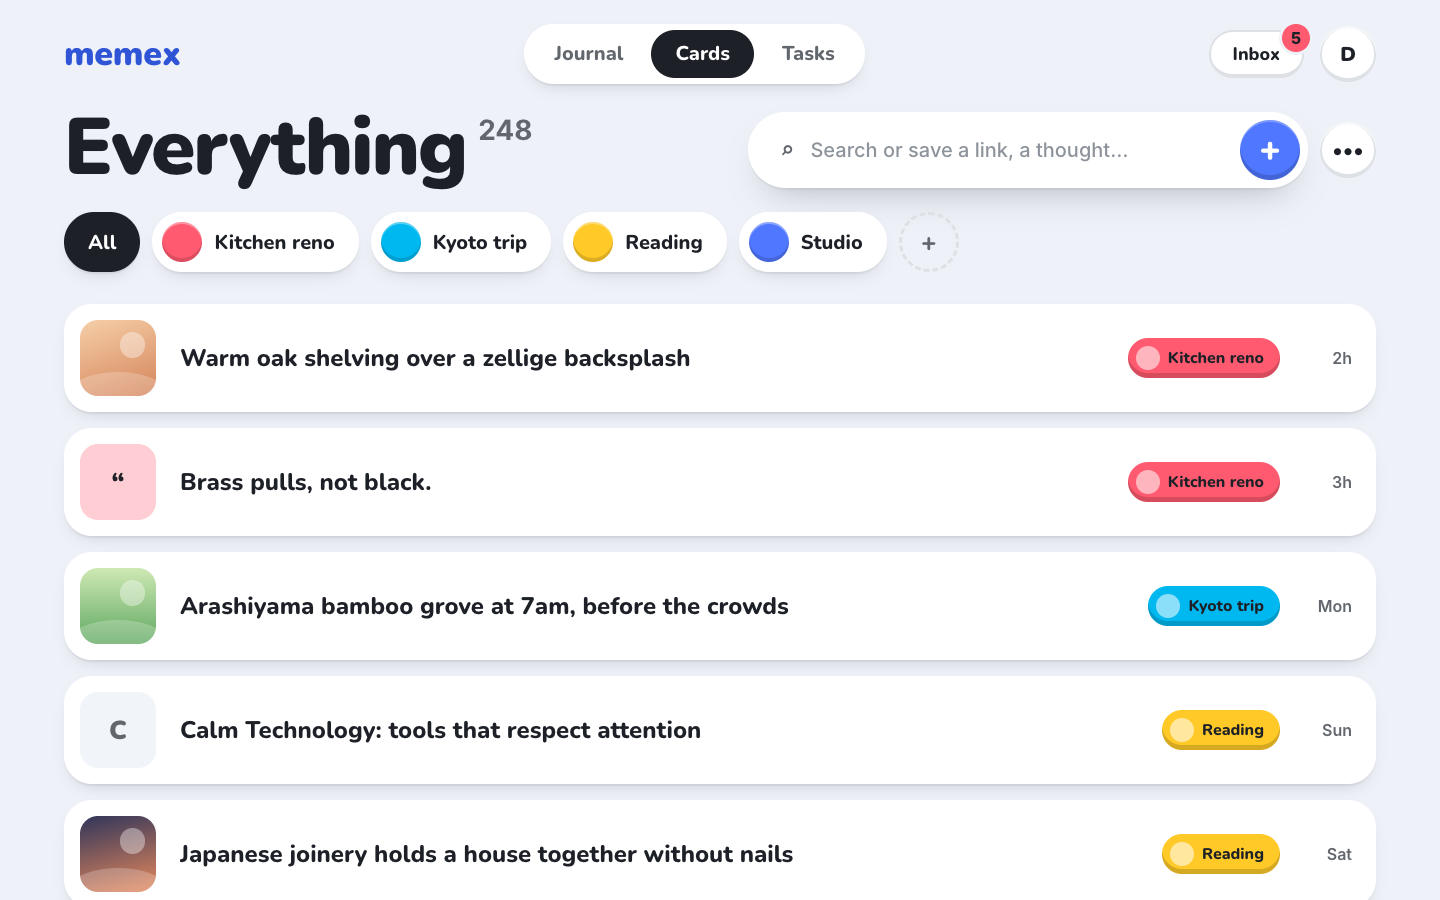 memex
Journal
Cards
Tasks
Inbox
5
D
Everything 248
Search or save a link, a thought...
+
•••
All
Kitchen reno
Kyoto trip
Reading
Studio
+
Warm oak shelving over a zellige backsplash
Kitchen reno
2h
“
Brass pulls, not black.
Kitchen reno
3h
Arashiyama bamboo grove at 7am, before the crowds
Kyoto trip
Mon
C
Calm Technology: tools that respect attention
Reading
Sun
Japanese joinery holds a house together without nails
Reading
Sat